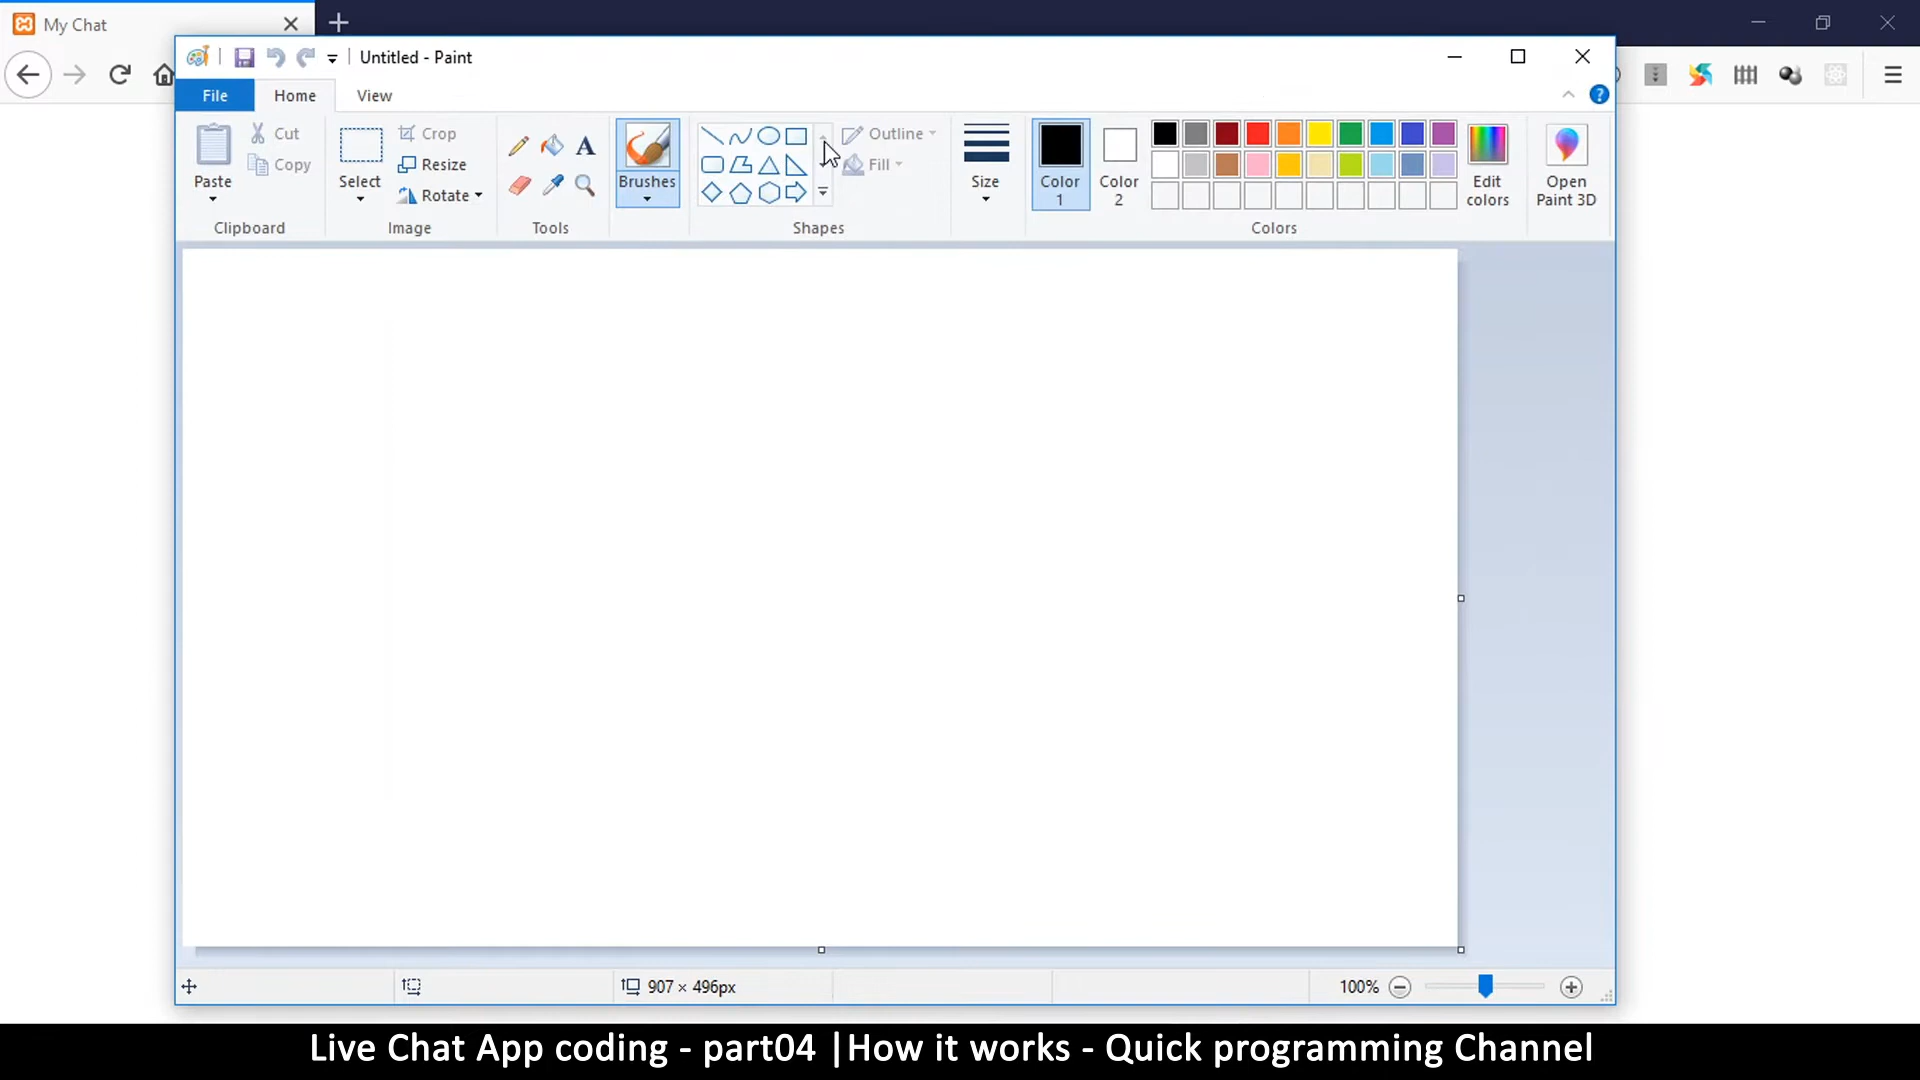 My Chat
Untitled - Paint
File Home View
Cut
Copy
Paste
Clipboard
Select
Crop
Resize
Rotate
Image
Tools
Brushes
Shapes
Outline
Fill
Size
Color
1
Color
2
Edit
colors
Colors
Open
Paint 3D
907 × 496px
100%
Live Chat App coding - part04 |How it works - Quick programming Channel